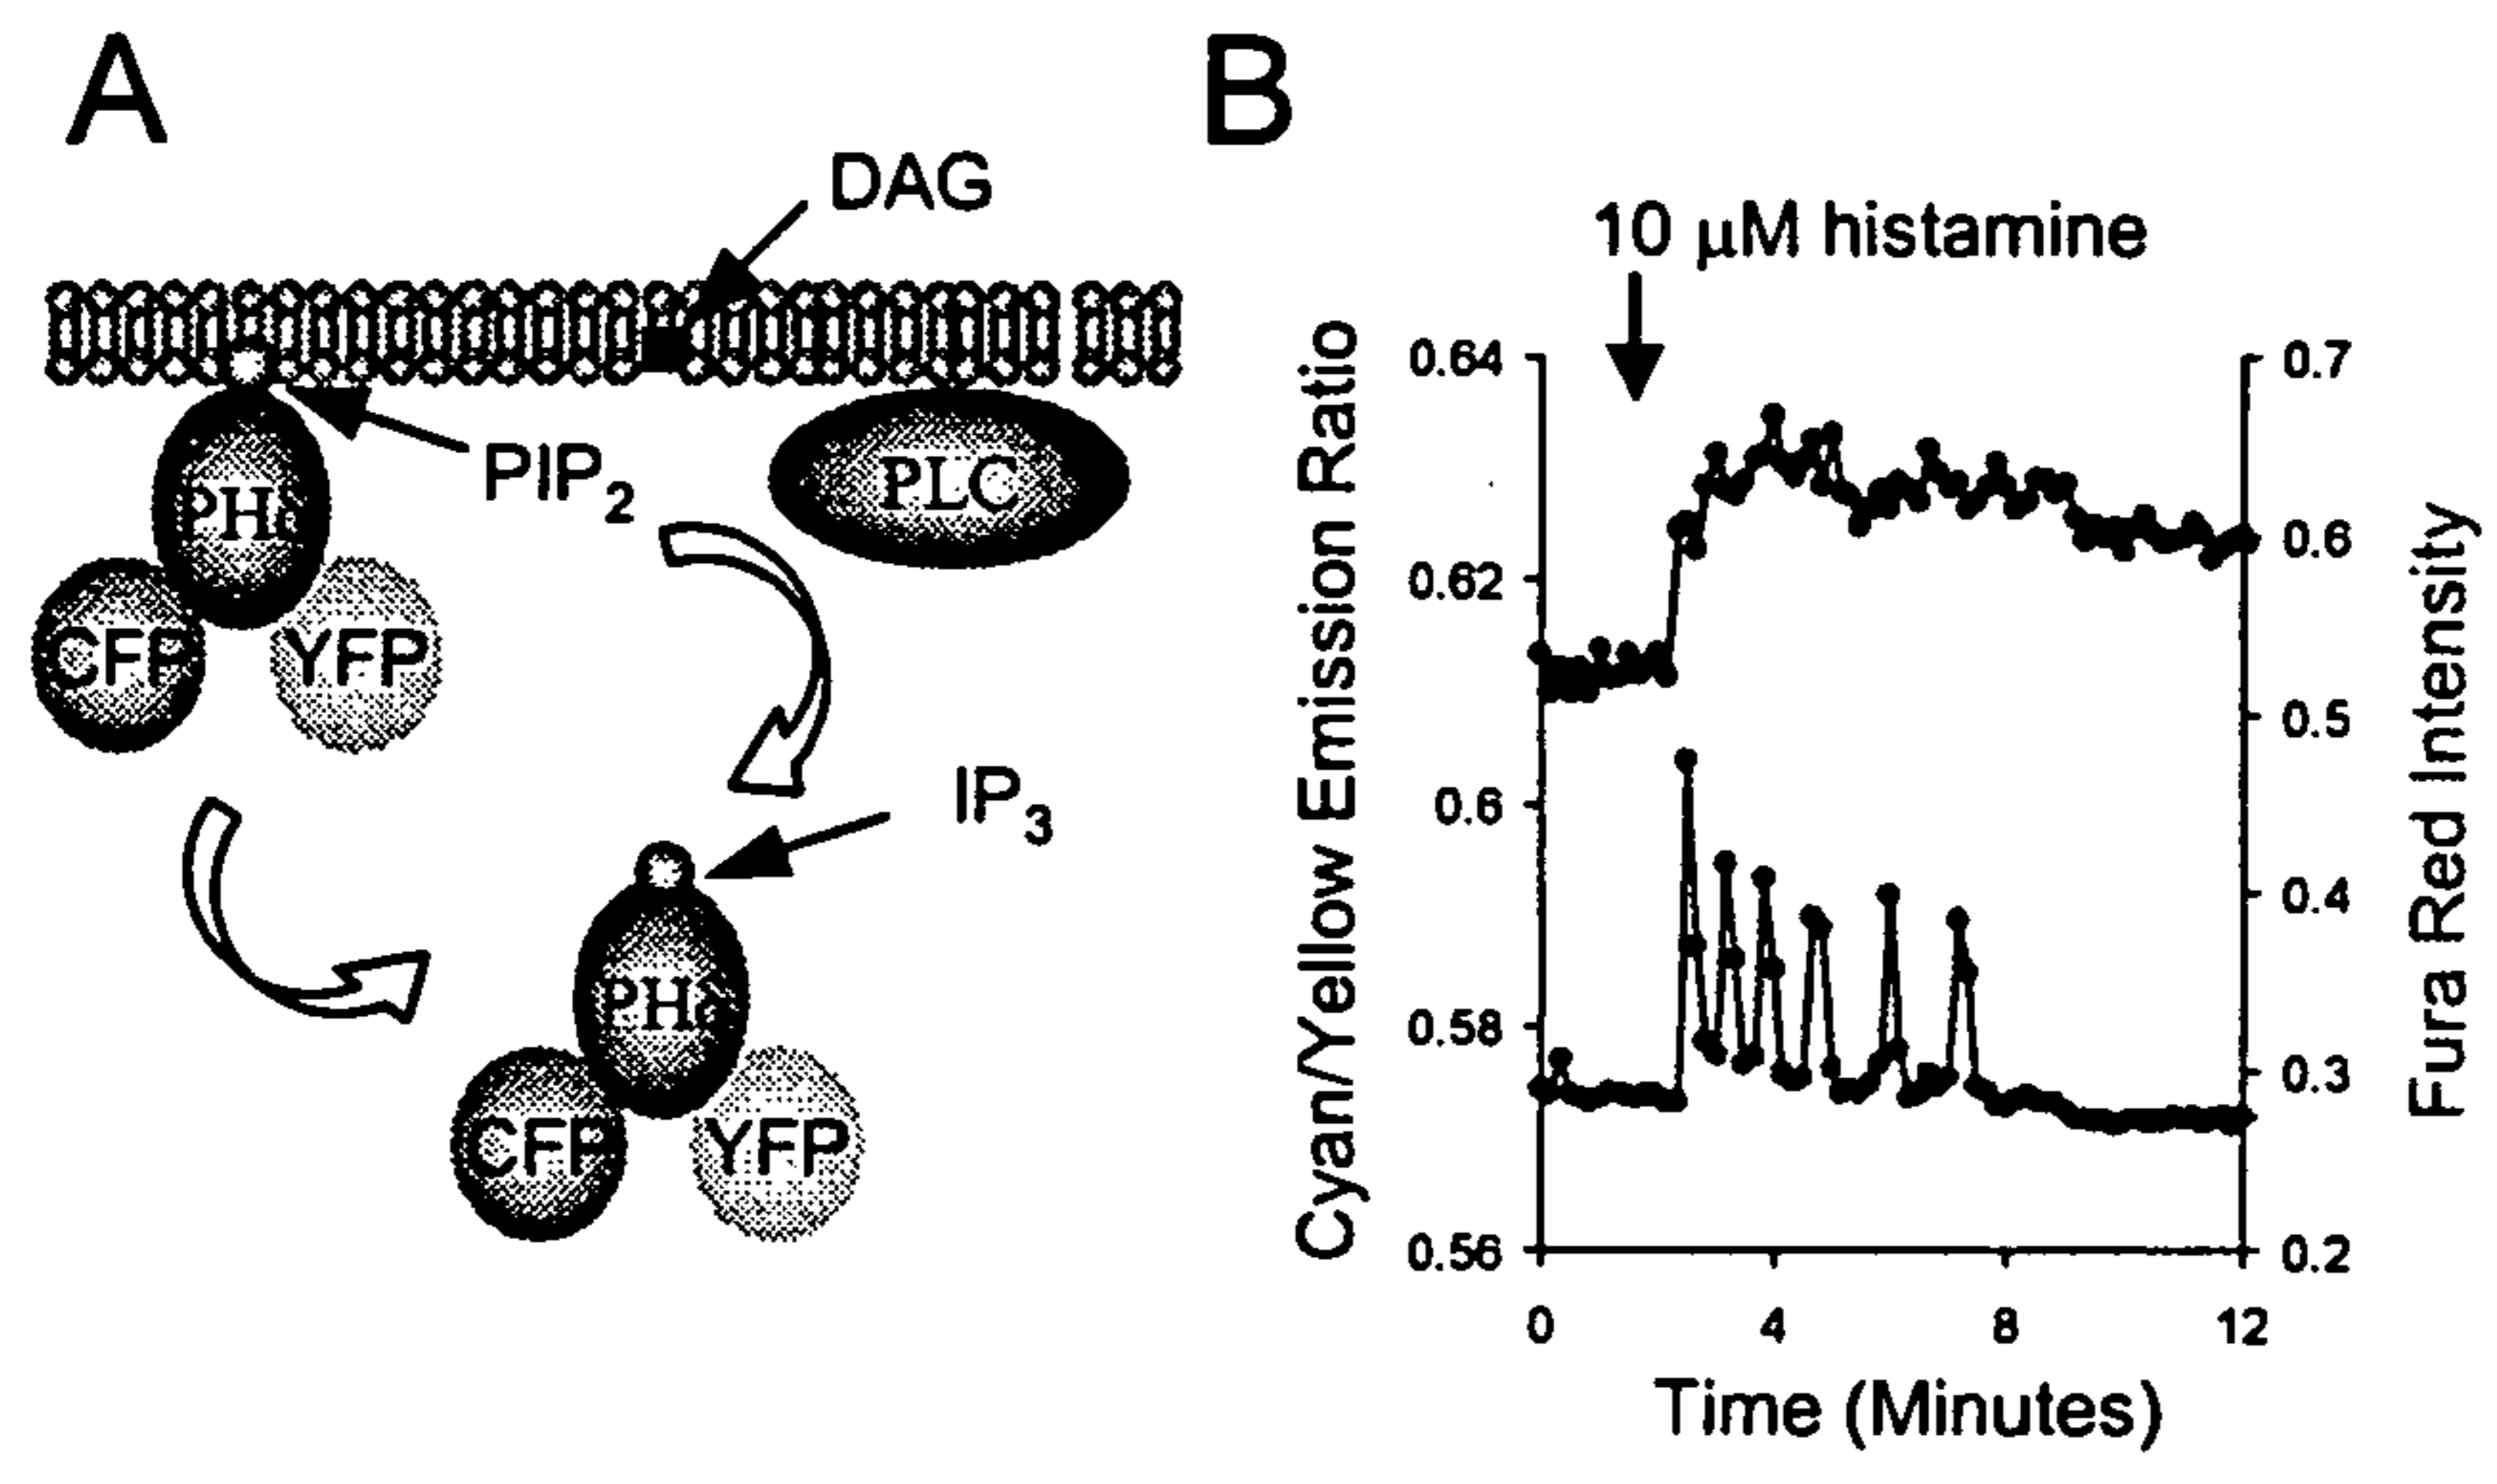 A
DAG
PIP2
PH
PLC
CFP
YFP
IP3
PH
CFP
YFP
B
10 μM histamine
Cyan/Yellow Emission Ratio
0.64
0.62
0.6
0.58
0.56
0.7
0.6
0.5
0.4
0.3
0.2
Fura Red Intensity
0 4 8 12
Time (Minutes)